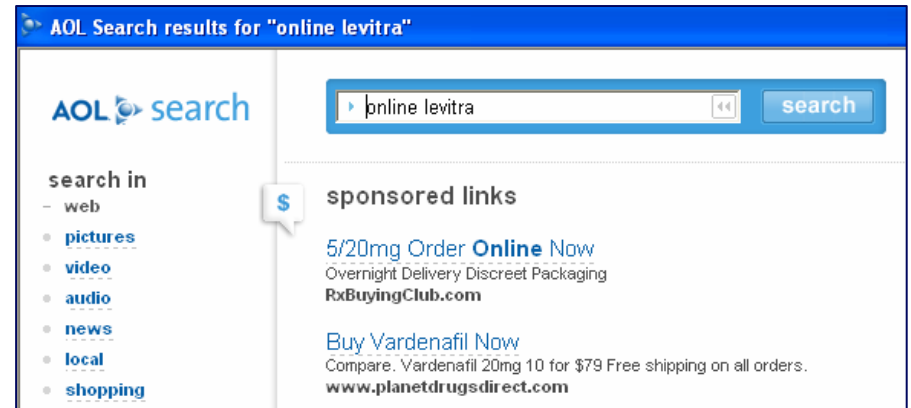 AOL Search results for "online levitra"
AOL search
online levitra
search
search in
– web
pictures
video
audio
news
local
shopping
$
sponsored links
5/20mg Order Online Now
Overnight Delivery Discreet Packaging
RxBuyingClub.com
Buy Vardenafil Now
Compare. Vardenafil 20mg 10 for $79 Free shipping on all orders.
www.planetdrugsdirect.com